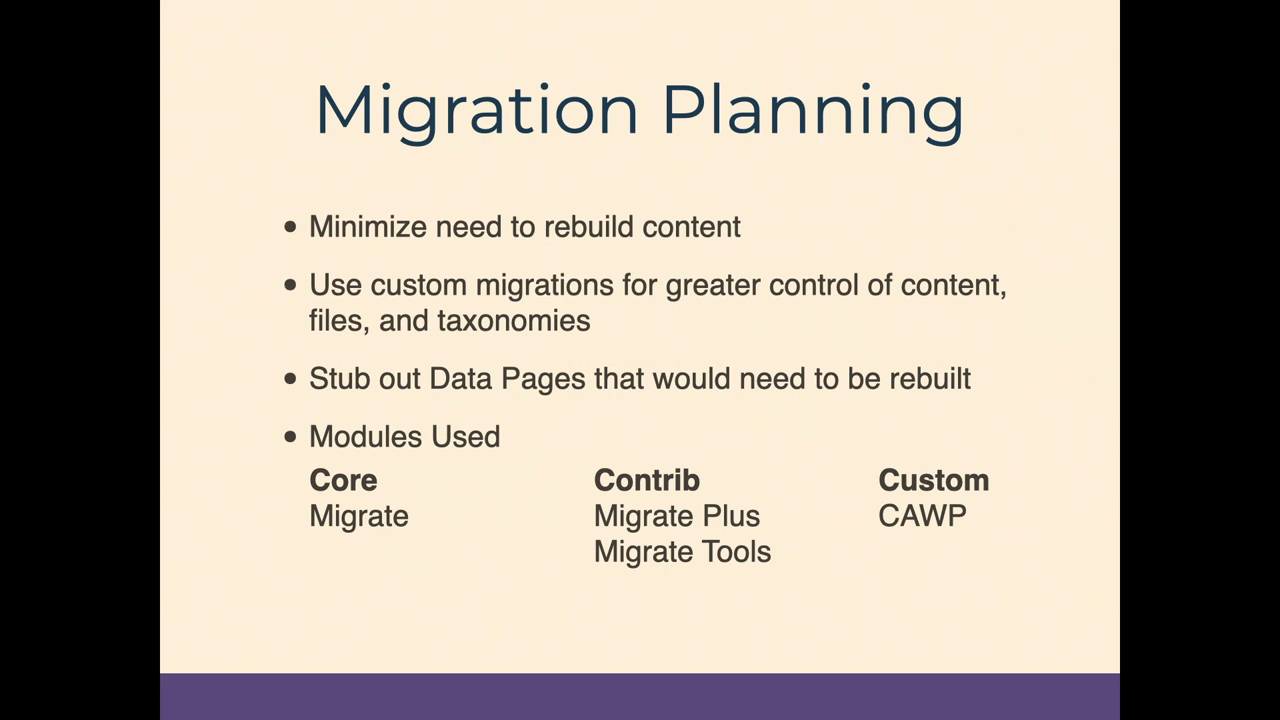 Migration Planning
• Minimize need to rebuild content
• Use custom migrations for greater control of content,
files, and taxonomies
• Stub out Data Pages that would need to be rebuilt
• Modules Used
Core Contrib Custom
Migrate Migrate Plus CAWP
Migrate Tools